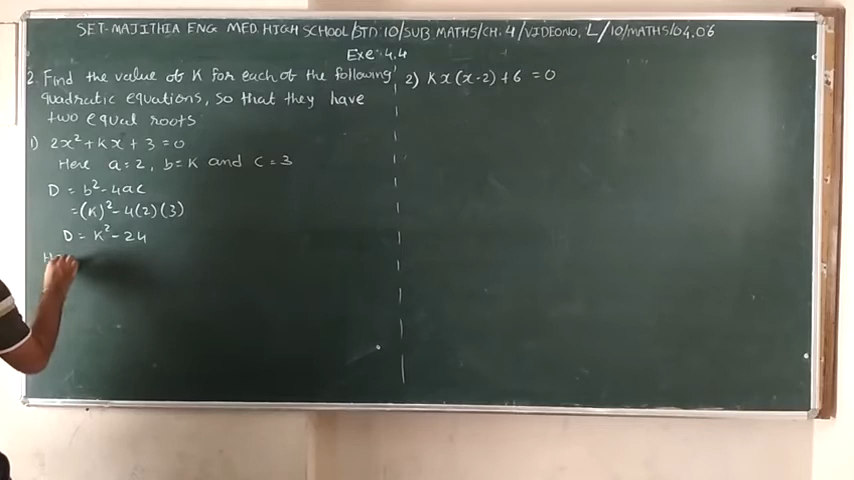 SET-MAJITHIA ENG MED. HIGH SCHOOL/STD:10/SUB MATHS/CH:4/VIDEO NO. L/10/MATHS/04.06
Exe:4.4
2. Find the value of K for each of the following
quadratic equations, so that they have
two equal roots
1) 2x² + kx + 3 = 0
Here a = 2, b = K and c = 3
D = b² - 4ac
= (K)² - 4(2)(3)
D = K² - 24
2) Kx(x-2) + 6 = 0